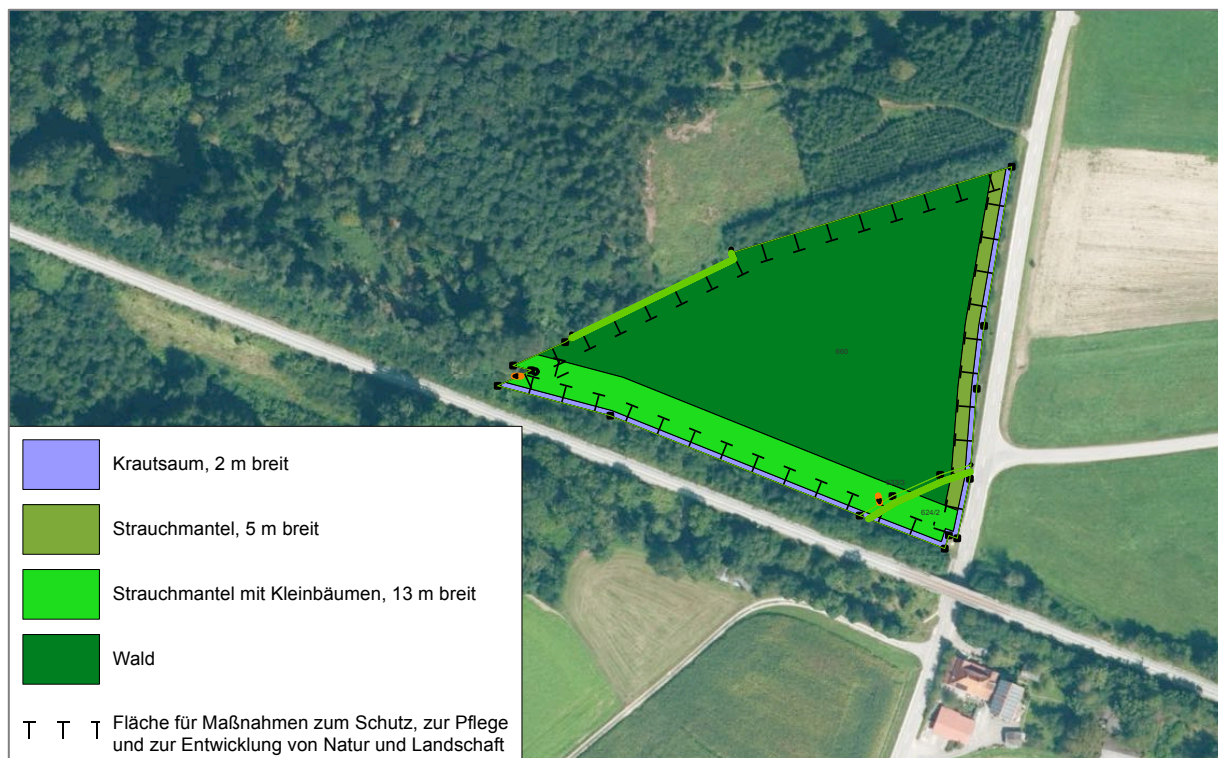 624/2
Krautsaum, 2 m breit
Strauchmantel, 5 m breit
Strauchmantel mit Kleinbäumen, 13 m breit
Wald
Fläche für Maßnahmen zum Schutz, zur Pflege
und zur Entwicklung von Natur und Landschaft